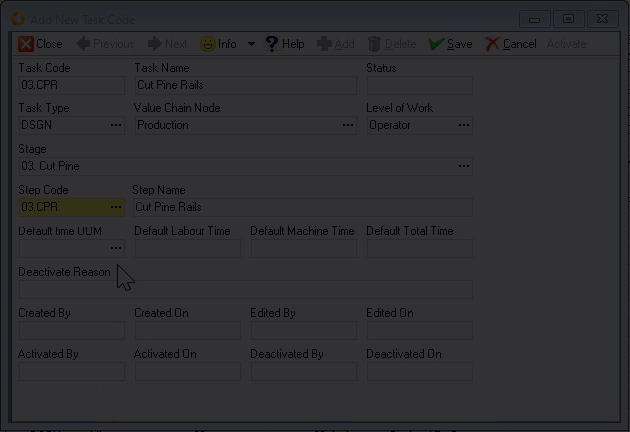 Add New Task Code
Close Previous Next Info ? Help Add Delete Save Cancel Activate
Task Code Task Name Status
03.CPR Cut Pine Rails
Task Type Value Chain Node Level of Work
DSGN ... Production ... Operator ...
Stage
03. Cut Pine ...
Step Code Step Name
03.CPR ... Cut Pine Rails
Default time UOM Default Labour Time Default Machine Time Default Total Time
...
Deactivate Reason
Created By Created On Edited By Edited On
Activated By Activated On Deactivated By Deactivated On